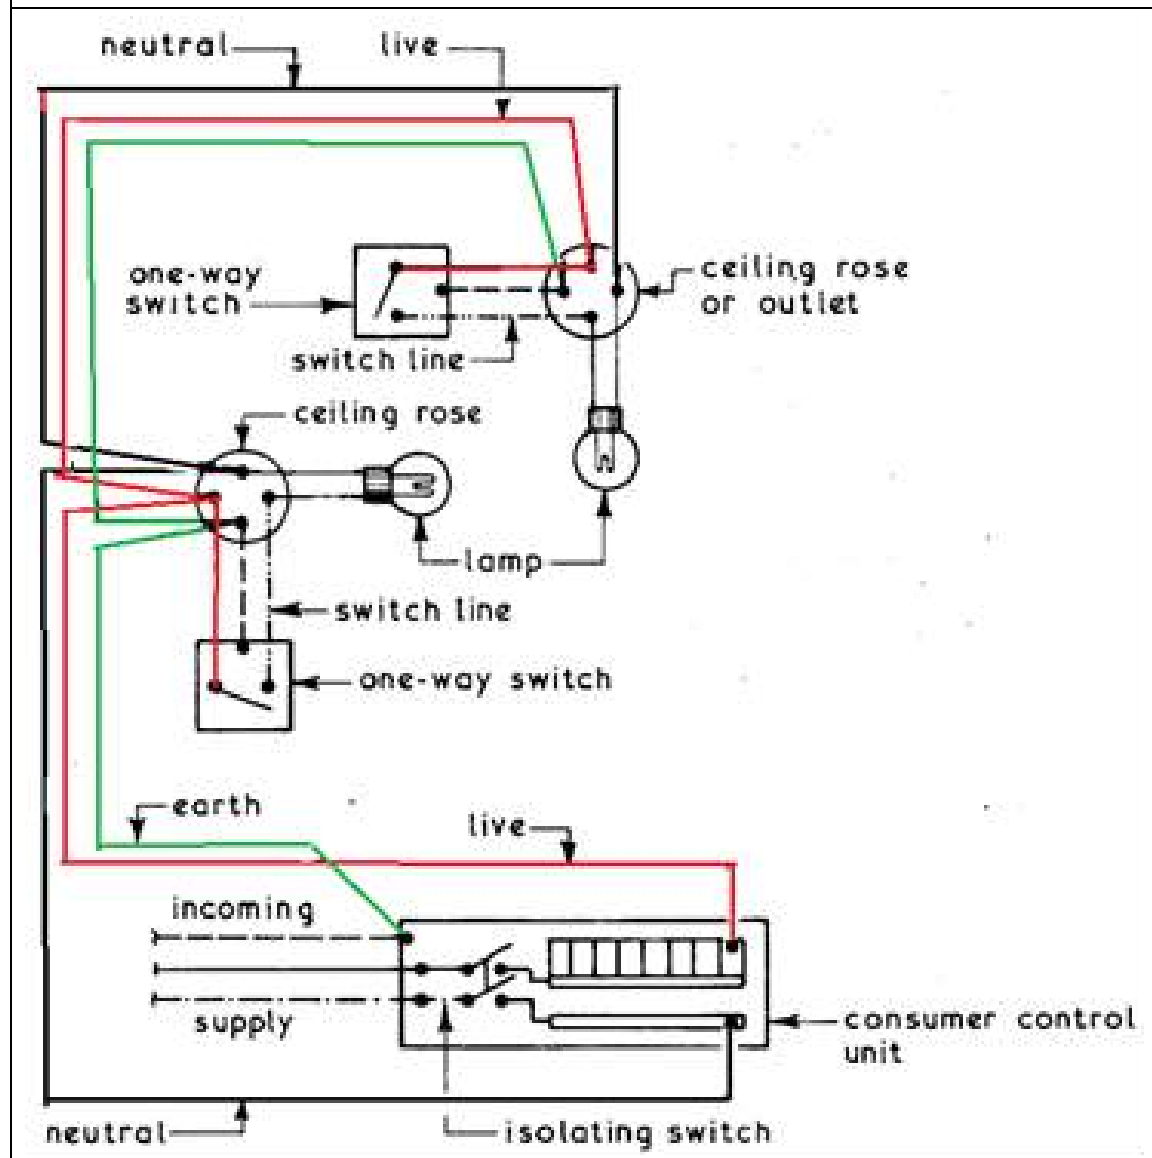 neutral
live
one-way
switch
ceiling rose
or outlet
switch line
ceiling rose
lamp
switch line
one-way switch
earth
live
incoming
supply
consumer control
unit
neutral
isolating switch